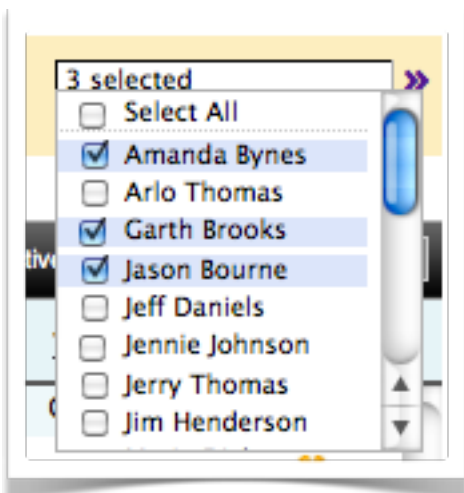 3 selected »
Select All
Amanda Bynes
Arlo Thomas
Garth Brooks
tive
Jason Bourne
Jeff Daniels
Jennie Johnson
Jerry Thomas
Jim Henderson